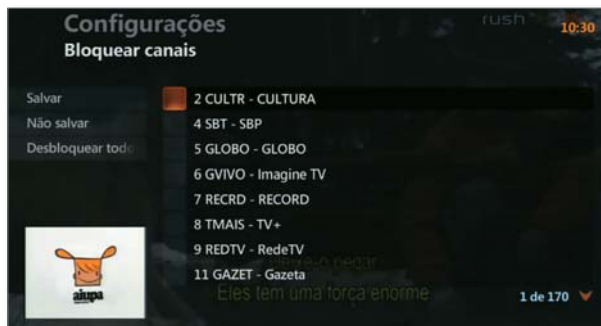 Configurações
rush
10:30
Bloquear canais
Salvar
Não salvar
Desbloquear todo
2 CULTR - CULTURA
4 SBT - SBP
5 GLOBO - GLOBO
6 GVIVO - Imagine TV
7 RECRD - RECORD
8 TMAIS - TV+
9 REDTV - RedeTV
11 GAZET - Gazeta
pegar
Eles tem uma forca enorme
aiupa
1 de 170